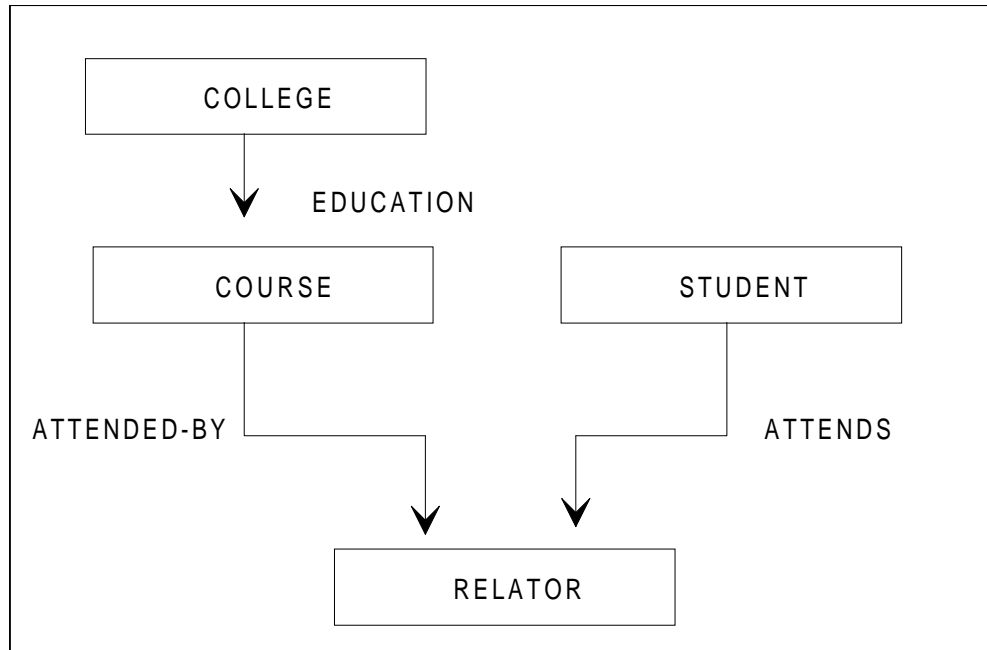 COLLEGE
EDUCATION
COURSE
STUDENT
ATTENDED-BY
ATTENDS
RELATOR